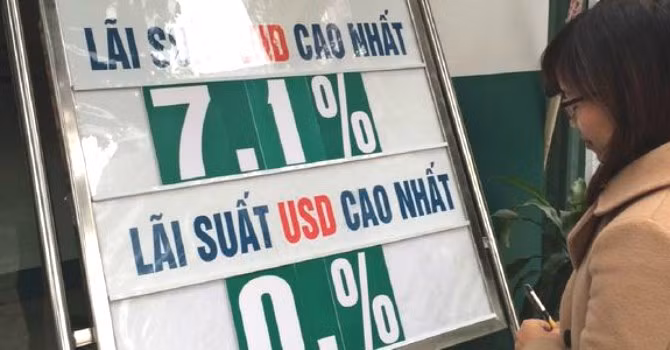 LÃI CAO NHẤT
7.1%
LÃI SUẤT USD CAO NHẤT
0.%